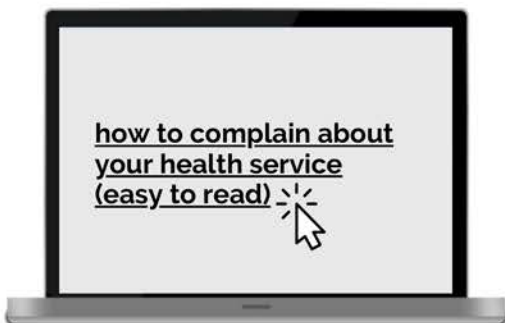 how to complain about
your health service
(easy to read)